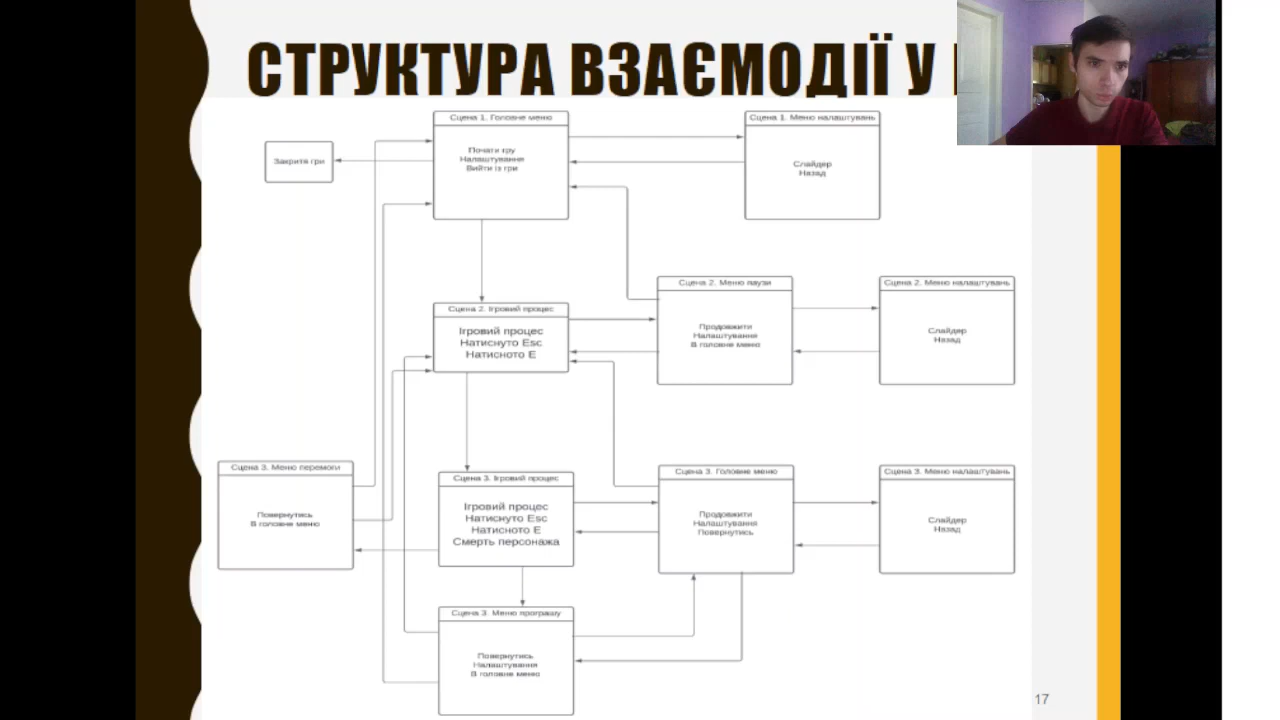 СТРУКТУРА ВЗАЄМОДІЇ У
Сцена 1. Головне меню
Почати гру
Налаштування
Вийти із гри
Сцена 1. Меню налаштувань
Слайдер
Назад
Закриття гри
Сцена 2. Меню паузи
Продовжити
Налаштування
В головне меню
Сцена 2. Меню налаштувань
Слайдер
Назад
Сцена 2. Ігровий процес
Ігровий процес
Натиснуто Esc
Натисното Е
Сцена 3. Меню перемоги
Повернутись
В головне меню
Сцена 3. Ігровий процес
Ігровий процес
Натиснуто Esc
Натисното Е
Смерть персонажа
Сцена 3. Головне меню
Продовжити
Налаштування
Повернутись
Сцена 3. Меню налаштувань
Слайдер
Назад
Сцена 3. Меню програшу
Повернутись
Налаштування
В головне меню
17